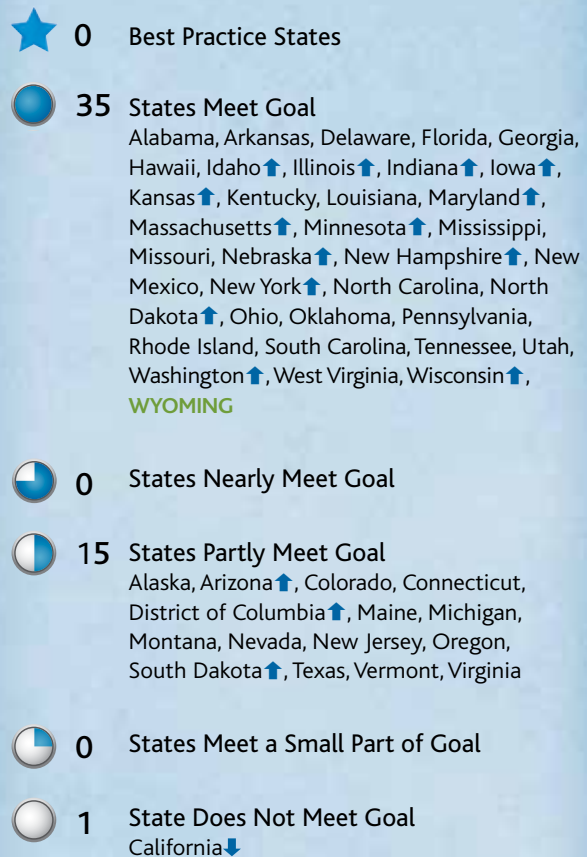 0 Best Practice States
35 States Meet Goal
Alabama, Arkansas, Delaware, Florida, Georgia,
Hawaii, Idaho⬆, Illinois⬆, Indiana⬆, Iowa⬆,
Kansas⬆, Kentucky, Louisiana, Maryland⬆,
Massachusetts⬆, Minnesota⬆, Mississippi,
Missouri, Nebraska⬆, New Hampshire⬆, New
Mexico, New York⬆, North Carolina, North
Dakota⬆, Ohio, Oklahoma, Pennsylvania,
Rhode Island, South Carolina, Tennessee, Utah,
Washington⬆, West Virginia, Wisconsin⬆,
WYOMING
0 States Nearly Meet Goal
15 States Partly Meet Goal
Alaska, Arizona⬆, Colorado, Connecticut,
District of Columbia⬆, Maine, Michigan,
Montana, Nevada, New Jersey, Oregon,
South Dakota⬆, Texas, Vermont, Virginia
0 States Meet a Small Part of Goal
1 State Does Not Meet Goal
California⬇